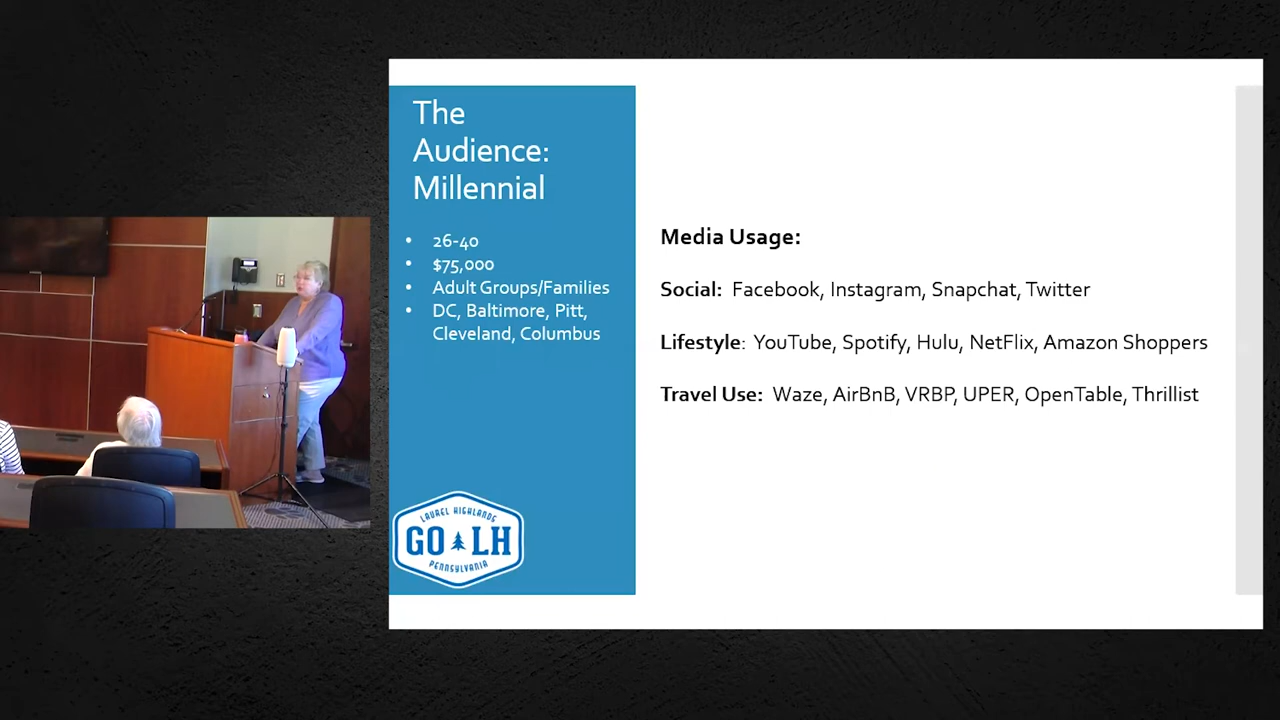 The
Audience:
Millennial
• 26-40
• $75,000
• Adult Groups/Families
• DC, Baltimore, Pitt,
Cleveland, Columbus
LAUREL HIGHLANDS
GO LH
PENNSYLVANIA
Media Usage:
Social: Facebook, Instagram, Snapchat, Twitter
Lifestyle: YouTube, Spotify, Hulu, NetFlix, Amazon Shoppers
Travel Use: Waze, AirBnB, VRBP, UPER, OpenTable, Thrillist